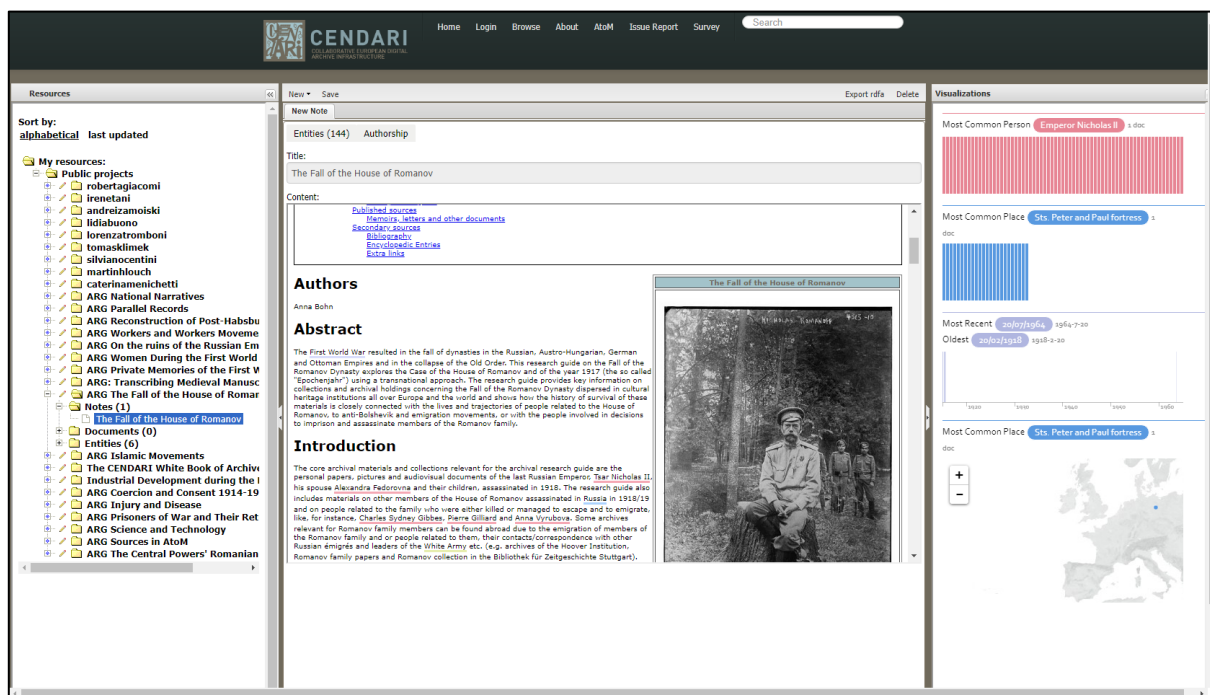 CENDARI
COLLABORATIVE EUROPEAN DIGITAL
ARCHIVE INFRASTRUCTURE
Home Login Browse About AtoM Issue Report Survey
Search
Resources
Sort by:
alphabetical last updated
My resources:
Public projects
robertagiacomi
irenetani
andreizamoiski
lidiabuono
lorenzatromboni
tomasklimek
silvianocentini
martinhlouch
caterinamenichetti
ARG National Narratives
ARG Parallel Records
ARG Reconstruction of Post-Habsbu
ARG Workers and Workers Moveme
ARG On the ruins of the Russian Em
ARG Women During the First World
ARG Private Memories of the First W
ARG: Transcribing Medieval Manusc
ARG The Fall of the House of Romar
Notes (1)
The Fall of the House of Romanov
Documents (0)
Entities (6)
ARG Islamic Movements
The CENDARI White Book of Archive
Industrial Development during the I
ARG Coercion and Consent 1914-19
ARG Injury and Disease
ARG Prisoners of War and Their Ret
ARG Science and Technology
ARG Sources in AtoM
ARG The Central Powers' Romanian
New Save Export rdfa Delete
New Note
Entities (144) Authorship
Title:
The Fall of the House of Romanov
Content:
Published sources
Memoirs, letters and other documents
Secondary sources
Bibliography
Encyclopedic Entries
Extra links
Authors
Anna Bohn
Abstract
The First World War resulted in the fall of dynasties in the Russian, Austro-Hungarian, German
and Ottoman Empires and in the collapse of the Old Order. This research guide on the Fall of the
Romanov Dynasty explores the Case of the House of Romanov and of the year 1917 (the so called
"Epochenjahr") using a transnational approach. The research guide provides key information on
collections and archival holdings concerning the Fall of the Romanov Dynasty dispersed in cultural
heritage institutions all over Europe and the world and shows how the history of survival of these
materials is closely connected with the lives and trajectories of people related to the House of
Romanov, to anti-Bolshevik and emigration movements, or with the people involved in decisions
to imprison and assassinate members of the Romanov family.
Introduction
The core archival materials and collections relevant for the archival research guide are the
personal papers, pictures and audiovisual documents of the last Russian Emperor, Tsar Nicholas II,
his spouse Alexandra Fedorovna and their children, assassinated in 1918. The research guide also
includes materials on other members of the House of Romanov assassinated in Russia in 1918/19
and on people related to the family who were either killed or managed to escape and to emigrate,
like, for instance, Charles Sydney Gibbes, Pierre Gilliard and Anna Vyrubova. Some archives
relevant for Romanov family members can be found abroad due to the emigration of members of
the Romanov family and or people related to them, their contacts/correspondence with other
Russian émigrés and leaders of the White Army etc. (e.g. archives of the Hoover Institution,
Romanov family papers and Romanov collection in the Bibliothek für Zeitgeschichte Stuttgart).
The Fall of the House of Romanov
Visualizations
Most Common Person Emperor Nicholas II 1 doc
Most Common Place Sts. Peter and Paul fortress 1
doc
Most Recent 20/07/1964 1964-7-20
Oldest 20/02/1918 1918-2-20
1920 1930 1940 1950 1960
Most Common Place Sts. Peter and Paul fortress 1
doc
+
−